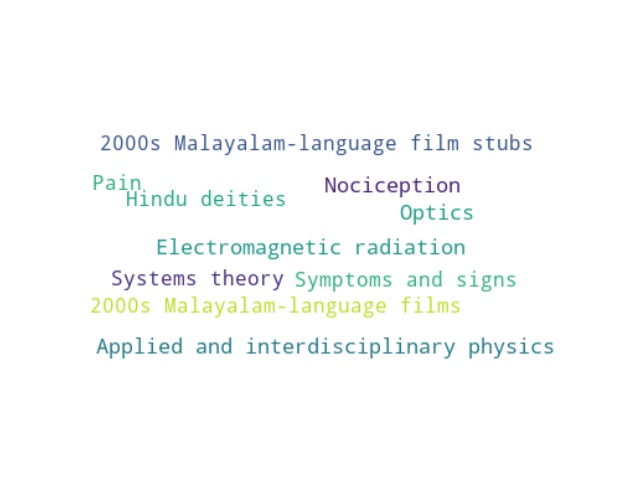 2000s Malayalam-language film stubs
Pain
Nociception
Hindu deities
Optics
Electromagnetic radiation
Systems theory
Symptoms and signs
2000s Malayalam-language films
Applied and interdisciplinary physics